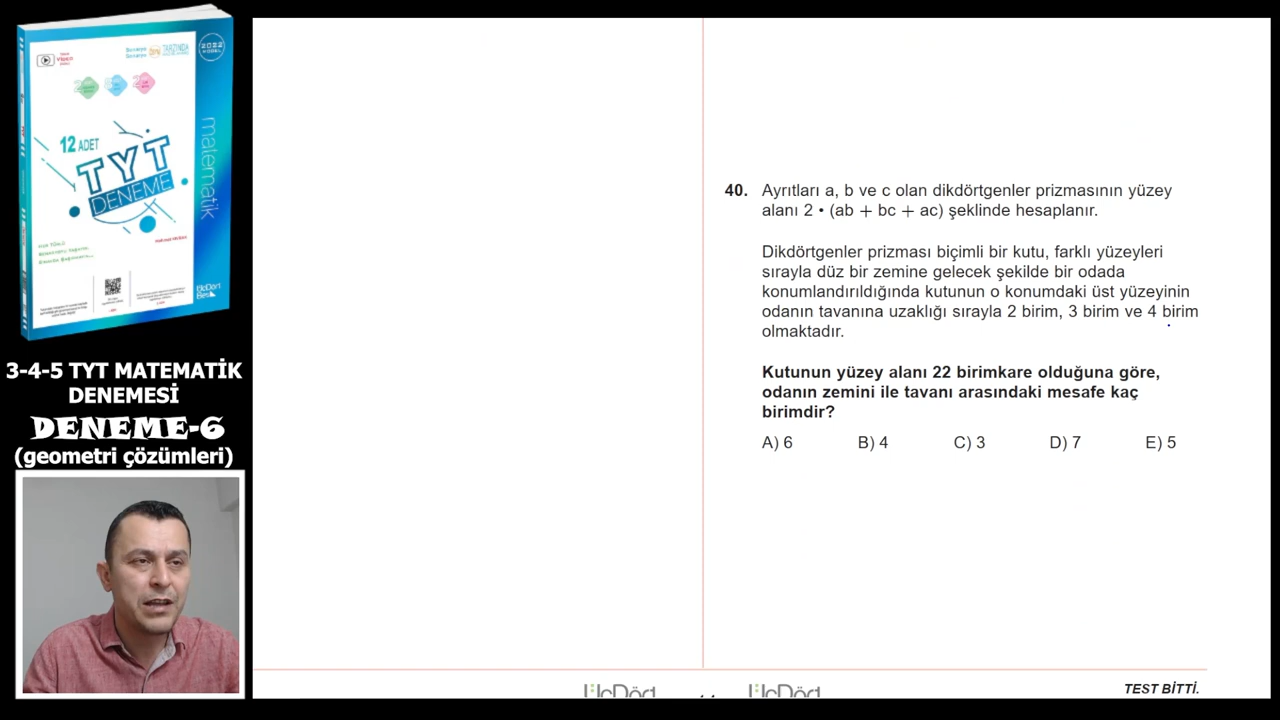 2022
MODEL
TARZINDA
matematik
12 ADET
TYT
DENEME
3-4-5 TYT MATEMATİK
DENEMESİ
DENEME-6
(geometri çözümleri)
40. Ayrıtları a, b ve c olan dikdörtgenler prizmasının yüzey
alanı 2 • (ab + bc + ac) şeklinde hesaplanır.
Dikdörtgenler prizması biçimli bir kutu, farklı yüzeyleri
sırayla düz bir zemine gelecek şekilde bir odada
konumlandırıldığında kutunun o konumdaki üst yüzeyinin
odanın tavanına uzaklığı sırayla 2 birim, 3 birim ve 4 birim
olmaktadır.
Kutunun yüzey alanı 22 birimkare olduğuna göre,
odanın zemini ile tavanı arasındaki mesafe kaç
birimdir?
A) 6 B) 4 C) 3 D) 7 E) 5
TEST BİTTİ.